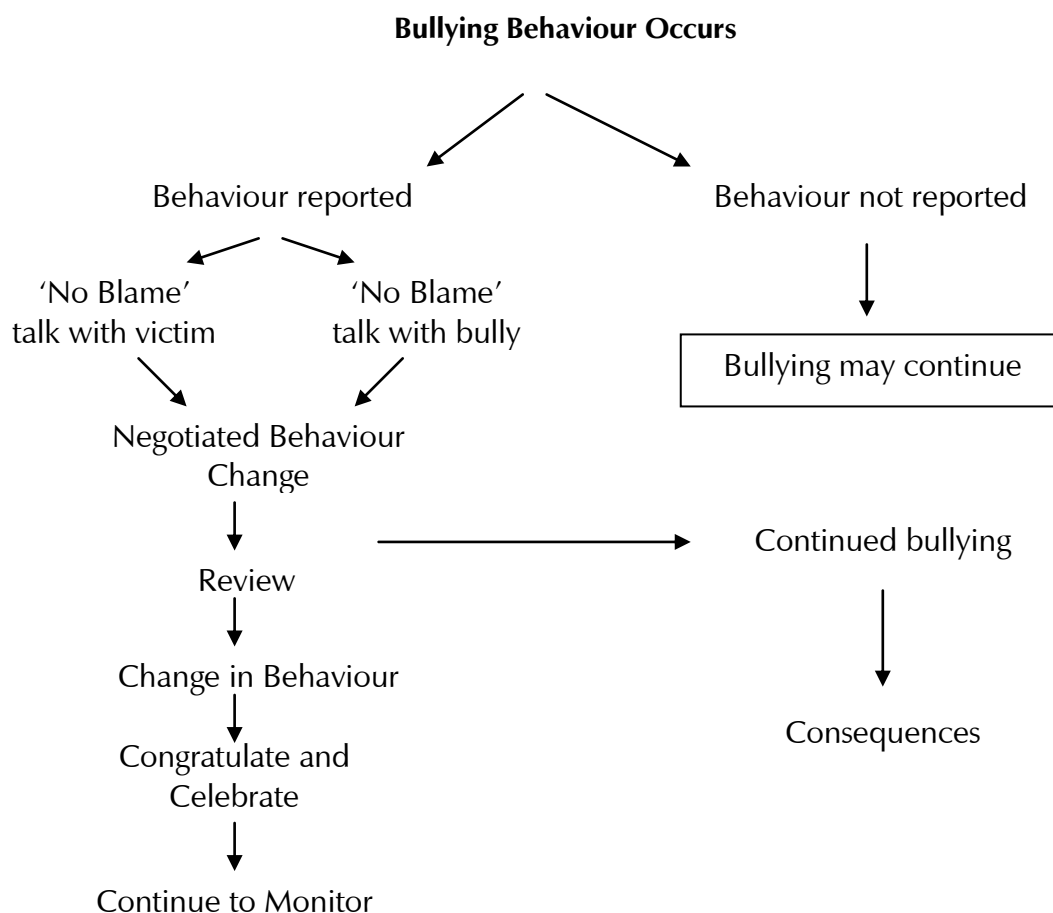 Bullying Behaviour Occurs
Behaviour reported
Behaviour not reported
‘No Blame’
talk with victim
‘No Blame’
talk with bully
Bullying may continue
Negotiated Behaviour
Change
Continued bullying
Review
Change in Behaviour
Consequences
Congratulate and
Celebrate
Continue to Monitor